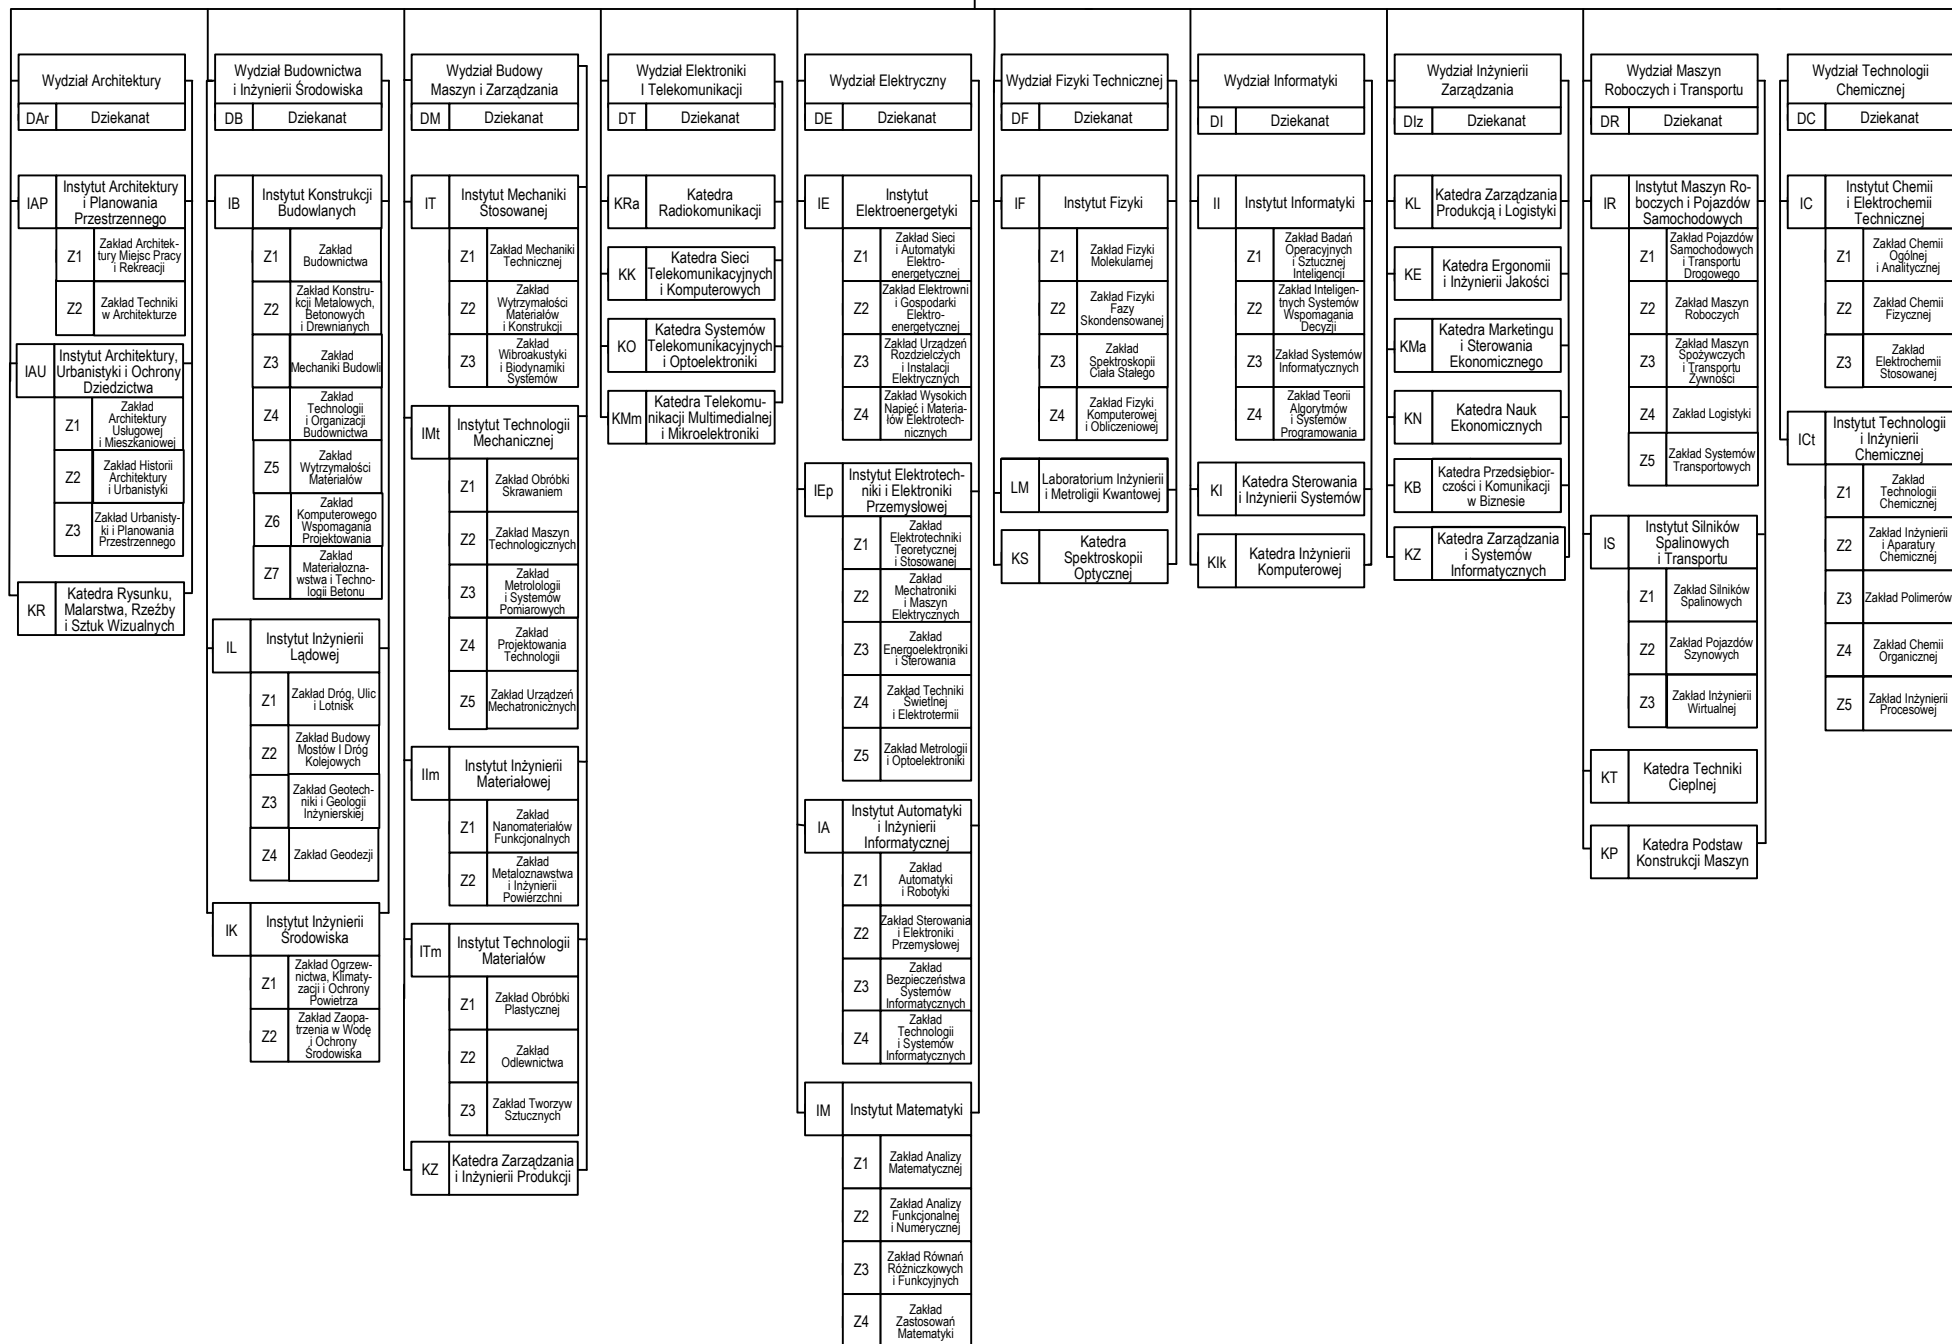 Wydział Architektury
DAr
Dziekanat
IAP
Instytut Architektury
i Planowania
Przestrzennego
Z1
Zakład Architek-
tury Miejsc Pracy
i Rekreacji
Z2
Zakład Techniki
w Architekturze
IAU
Instytut Architektury,
Urbanistyki i Ochrony
Dziedzictwa
Z1
Zakład
Architektury
Usługowej
i Mieszkaniowej
Z2
Zakład Historii
Architektury
i Urbanistyki
Z3
Zakład Urbanisty-
ki i Planowania
Przestrzennego
KR
Katedra Rysunku,
Malarstwa, Rzeźby
i Sztuk Wizualnych
Wydział Budownictwa
i Inżynierii Środowiska
DB
Dziekanat
IB
Instytut Konstrukcji
Budowlanych
Z1
Zakład
Budownictwa
Z2
Zakład Konstru-
kcji Metalowych,
Betonowych
i Drewnianych
Z3
Zakład
Mechaniki Budowli
Z4
Zakład
Technologii
i Organizacji
Budownictwa
Z5
Zakład
Wytrzymałości
Materiałów
Z6
Zakład
Komputerowego
Wspomagania
Projektowania
Z7
Zakład
Materiałozna-
wstwa i Techno-
logii Betonu
IL
Instytut Inżynierii
Lądowej
Z1
Zakład Dróg, Ulic
i Lotnisk
Z2
Zakład Budowy
Mostów I Dróg
Kolejowych
Z3
Zakład Geotech-
niki i Geologii
Inżynierskiej
Z4
Zakład Geodezji
IK
Instytut Inżynierii
Środowiska
Z1
Zakład Ogrzew-
nictwa, Klimaty-
zacji i Ochrony
Powietrza
Z2
Zakład Zaopa-
trzenia w Wodę
i Ochrony
Środowiska
Wydział Budowy
Maszyn i Zarządzania
DM
Dziekanat
IT
Instytut Mechaniki
Stosowanej
Z1
Zakład Mechaniki
Technicznej
Z2
Zakład
Wytrzymałości
Materiałów
i Konstrukcji
Z3
Zakład
Wibroakustyki
i Biodynamiki
Systemów
IMt
Instytut Technologii
Mechanicznej
Z1
Zakład Obróbki
Skrawaniem
Z2
Zakład Maszyn
Technologicznych
Z3
Zakład
Metrologii
i Systemów
Pomiarowych
Z4
Zakład
Projektowania
Technologii
Z5
Zakład Urządzeń
Mechatronicznych
IIm
Instytut Inżynierii
Materiałowej
Z1
Zakład
Nanomateriałów
Funkcjonalnych
Z2
Zakład
Metaloznawstwa
i Inżynierii
Powierzchni
ITm
Instytut Technologii
Materiałów
Z1
Zakład Obróbki
Plastycznej
Z2
Zakład
Odlewnictwa
Z3
Zakład Tworzyw
Sztucznych
KZ
Katedra Zarządzania
i Inżynierii Produkcji
Wydział Elektroniki
I Telekomunikacji
DT
Dziekanat
KRa
Katedra
Radiokomunikacji
KK
Katedra Sieci
Telekomunikacyjnych
i Komputerowych
KO
Katedra Systemów
Telekomunikacyjnych
i Optoelektroniki
KMm
Katedra Telekomu-
nikacji Multimedialnej
i Mikroelektroniki
Wydział Elektryczny
DE
Dziekanat
IE
Instytut
Elektroenergetyki
Z1
Zakład Sieci
i Automatyki
Elektro-
energetycznej
Z2
Zakład Elektrowni
i Gospodarki
Elektro-
energetycznej
Z3
Zakład Urządzeń
Rozdzielczych
i Instalacji
Elektrycznych
Z4
Zakład Wysokich
Napięć i Materia-
łów Elektrotech-
nicznych
IEp
Instytut Elektrotech-
niki i Elektroniki
Przemysłowej
Z1
Zakład
Elektrotechniki
Teoretycznej
i Stosowanej
Z2
Zakład
Mechatroniki
i Maszyn
Elektrycznych
Z3
Zakład
Energoelektroniki
i Sterowania
Z4
Zakład Techniki
Świetlnej
i Elektrotermii
Z5
Zakład Metrologii
i Optoelektroniki
IA
Instytut Automatyki
i Inżynierii
Informatycznej
Z1
Zakład
Automatyki
i Robotyki
Z2
Zakład Sterowania
i Elektroniki
Przemysłowej
Z3
Zakład
Bezpieczeństwa
Systemów
Informatycznych
Z4
Zakład
Technologii
i Systemów
Informatycznych
IM
Instytut Matematyki
Z1
Zakład Analizy
Matematycznej
Z2
Zakład Analizy
Funkcjonalnej
i Numerycznej
Z3
Zakład Równań
Różniczkowych
i Funkcyjnych
Z4
Zakład
Zastosowań
Matematyki
Wydział Fizyki Technicznej
DF
Dziekanat
IF
Instytut Fizyki
Z1
Zakład Fizyki
Molekularnej
Z2
Zakład Fizyki
Fazy
Skondensowanej
Z3
Zakład
Spektroskopii
Ciała Stałego
Z4
Zakład Fizyki
Komputerowej
i Obliczeniowej
LM
Laboratorium Inżynierii
i Metroligii Kwantowej
KS
Katedra
Spektroskopii
Optycznej
Wydział Informatyki
DI
Dziekanat
II
Instytut Informatyki
Z1
Zakład Badań
Operacyjnych
i Sztucznej
Inteligencji
Z2
Zakład Inteligen-
tnych Systemów
Wspomagania
Decyzji
Z3
Zakład Systemów
Informatycznych
Z4
Zakład Teorii
Algorytmów
i Systemów
Programowania
KI
Katedra Sterowania
i Inżynierii Systemów
KIk
Katedra Inżynierii
Komputerowej
Wydział Inżynierii
Zarządzania
DIz
Dziekanat
KL
Katedra Zarządzania
Produkcją i Logistyki
KE
Katedra Ergonomii
i Inżynierii Jakości
KMa
Katedra Marketingu
i Sterowania
Ekonomicznego
KN
Katedra Nauk
Ekonomicznych
KB
Katedra Przedsiębior-
czości i Komunikacji
w Biznesie
KZ
Katedra Zarządzania
i Systemów
Informatycznych
Wydział Maszyn
Roboczych i Transportu
DR
Dziekanat
IR
Instytut Maszyn Ro-
boczych i Pojazdów
Samochodowych
Z1
Zakład Pojazdów
Samochodowych
i Transportu
Drogowego
Z2
Zakład Maszyn
Roboczych
Z3
Zakład Maszyn
Spożywczych
i Transportu
Żywności
Z4
Zakład Logistyki
Z5
Zakład Systemów
Transportowych
IS
Instytut Silników
Spalinowych
i Transportu
Z1
Zakład Silników
Spalinowych
Z2
Zakład Pojazdów
Szynowych
Z3
Zakład Inżynierii
Wirtualnej
KT
Katedra Techniki
Cieplnej
KP
Katedra Podstaw
Konstrukcji Maszyn
Wydział Technologii
Chemicznej
DC
Dziekanat
IC
Instytut Chemii
i Elektrochemii
Technicznej
Z1
Zakład Chemii
Ogólnej
i Analitycznej
Z2
Zakład Chemii
Fizycznej
Z3
Zakład
Elektrochemii
Stosowanej
ICt
Instytut Technologii
i Inżynierii
Chemicznej
Z1
Zakład
Technologii
Chemicznej
Z2
Zakład Inżynierii
i Aparatury
Chemicznej
Z3
Zakład Polimerów
Z4
Zakład Chemii
Organicznej
Z5
Zakład Inżynierii
Procesowej